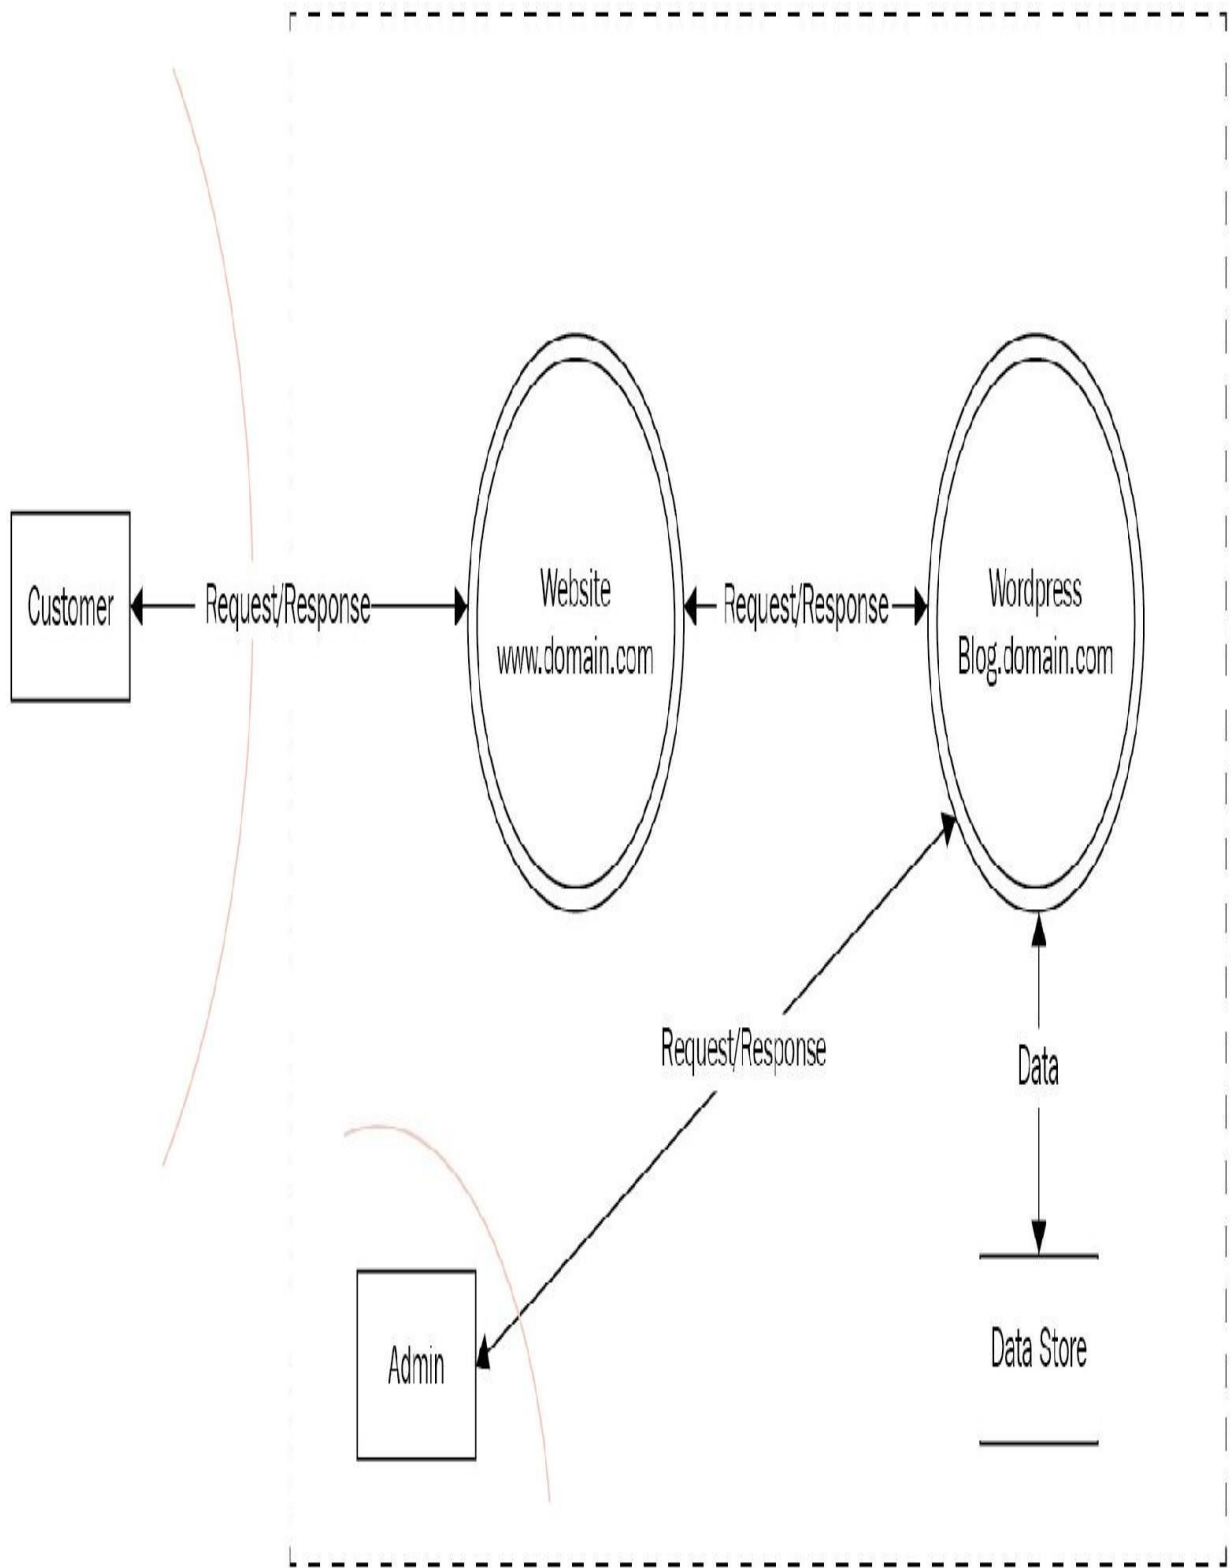 Customer
Request/Response
Website
www.domain.com
Request/Response
Wordpress
Blog.domain.com
Request/Response
Data
Admin
Data Store